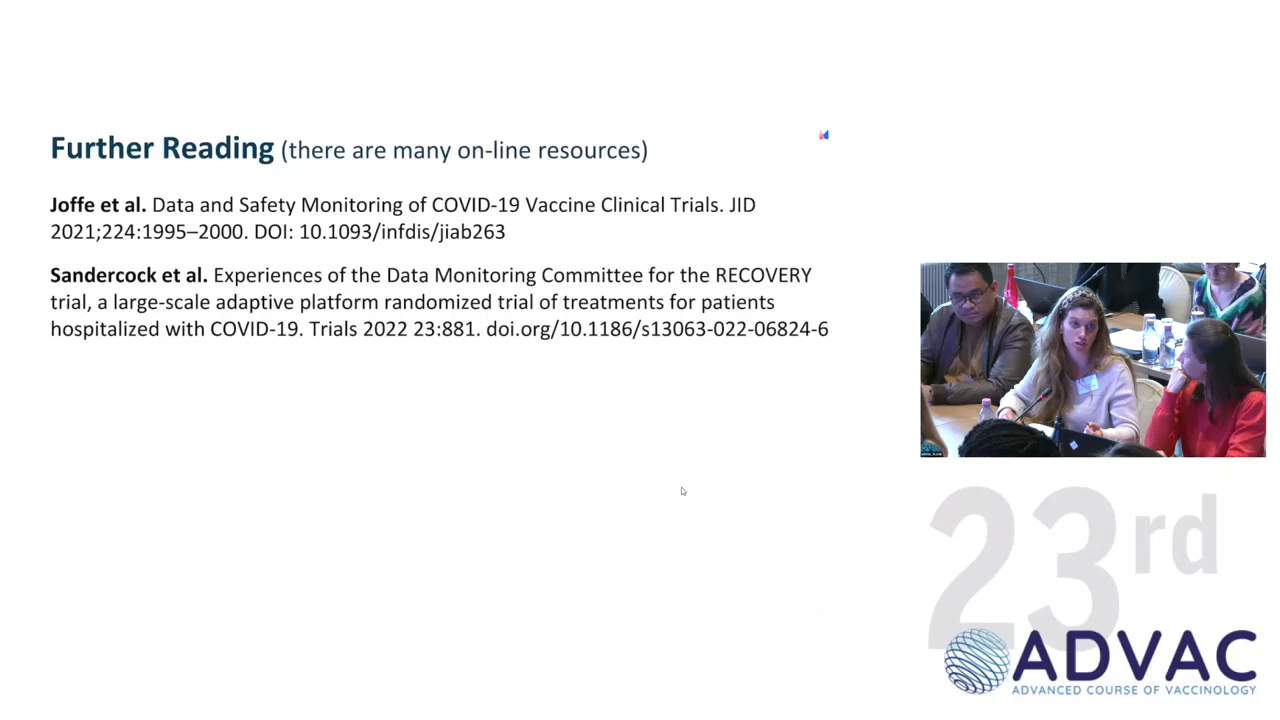 Further Reading (there are many on-line resources)
Joffe et al. Data and Safety Monitoring of COVID-19 Vaccine Clinical Trials. JID
2021;224:1995–2000. DOI: 10.1093/infdis/jiab263
Sandercock et al. Experiences of the Data Monitoring Committee for the RECOVERY
trial, a large-scale adaptive platform randomized trial of treatments for patients
hospitalized with COVID-19. Trials 2022 23:881. doi.org/10.1186/s13063-022-06824-6
23rd
ADVAC
ADVANCED COURSE OF VACCINOLOGY